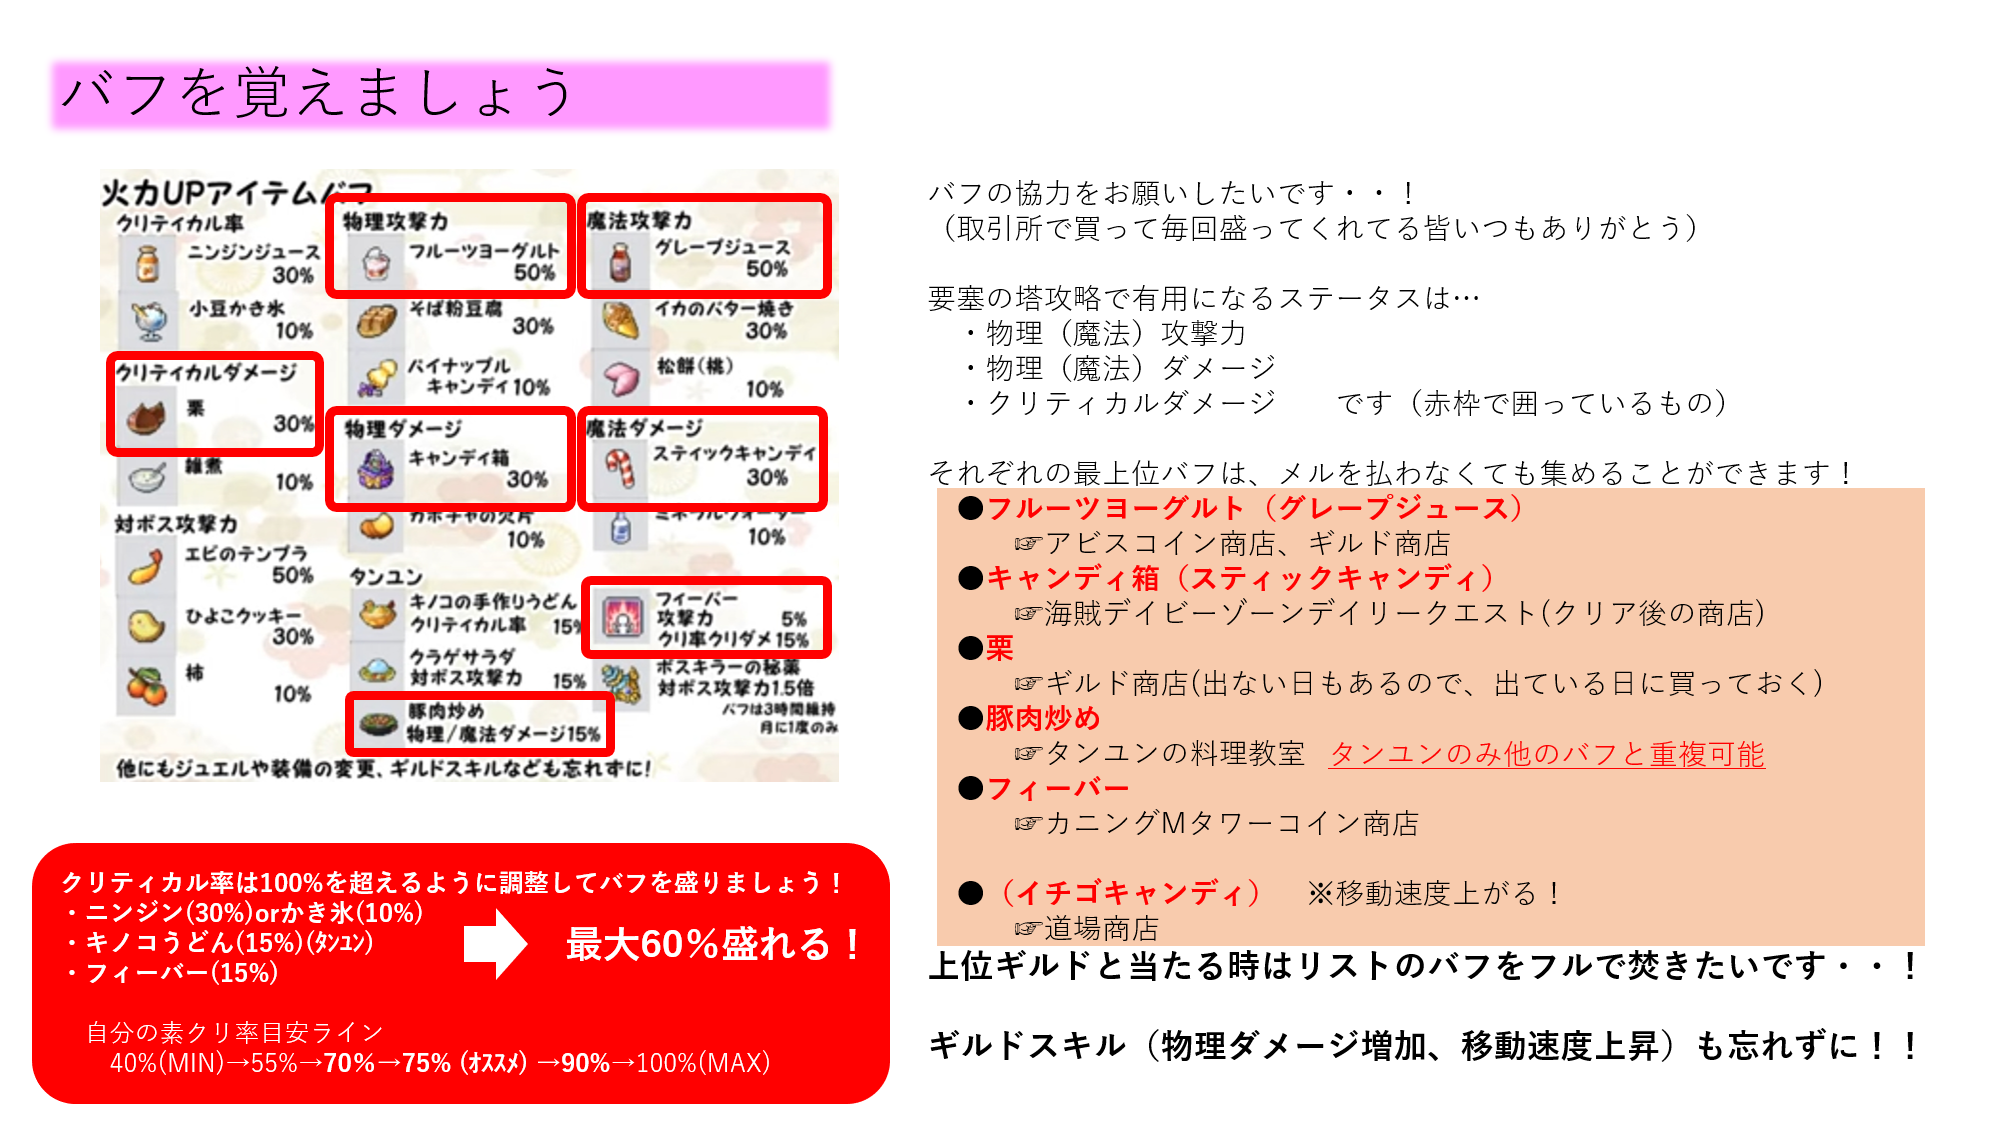 バフを覚えましょう
火力UPアイテムバフ
クリティカル率
ニンジンジュース
30%
小豆かき氷
10%
クリティカルダメージ
栗
30%
雑煮
10%
対ボス攻撃力
エビのテンプラ
50%
ひよこクッキー
30%
柿
10%
物理攻撃力
フルーツヨーグルト
50%
そば粉豆腐
30%
パイナップル
キャンディ10%
物理ダメージ
キャンディ箱
30%
カボチャの欠片
10%
タンユン
キノコの手作りうどん
クリティカル率 15%
クラゲサラダ
対ボス攻撃力 15%
豚肉炒め
物理/魔法ダメージ15%
魔法攻撃力
グレープジュース
50%
イカのバター焼き
30%
松餅(桃)
10%
魔法ダメージ
スティックキャンディ
30%
ミネラルウォーター
10%
フィーバー
攻撃力 5%
クリ率クリダメ15%
ボスキラーの秘薬
対ボス攻撃力1.5倍
バフは3時間維持
月に1度のみ
他にもジュエルや装備の変更、ギルドスキルなども忘れずに!
クリティカル率は100%を超えるように調整してバフを盛りましょう!
・ニンジン(30%)orかき氷(10%)
・キノコうどん(15%)(ﾀﾝﾕﾝ)
・フィーバー(15%)
最大60%盛れる!
自分の素クリ率目安ライン
40%(MIN)→55%→70%→75% (ｵｽｽﾒ) →90%→100%(MAX)
バフの協力をお願いしたいです・・!
(取引所で買って毎回盛ってくれてる皆いつもありがとう)
要塞の塔攻略で有用になるステータスは…
・物理(魔法)攻撃力
・物理(魔法)ダメージ
・クリティカルダメージ です(赤枠で囲っているもの)
それぞれの最上位バフは、メルを払わなくても集めることができます!
●フルーツヨーグルト(グレープジュース)
☞アビスコイン商店、ギルド商店
●キャンディ箱(スティックキャンディ)
☞海賊デイビーゾーンデイリークエスト(クリア後の商店)
●栗
☞ギルド商店(出ない日もあるので、出ている日に買っておく)
●豚肉炒め
☞タンユンの料理教室 タンユンのみ他のバフと重複可能
●フィーバー
☞カニングMタワーコイン商店
●(イチゴキャンディ) ※移動速度上がる!
☞道場商店
上位ギルドと当たる時はリストのバフをフルで焚きたいです・・!
ギルドスキル(物理ダメージ増加、移動速度上昇)も忘れずに!!